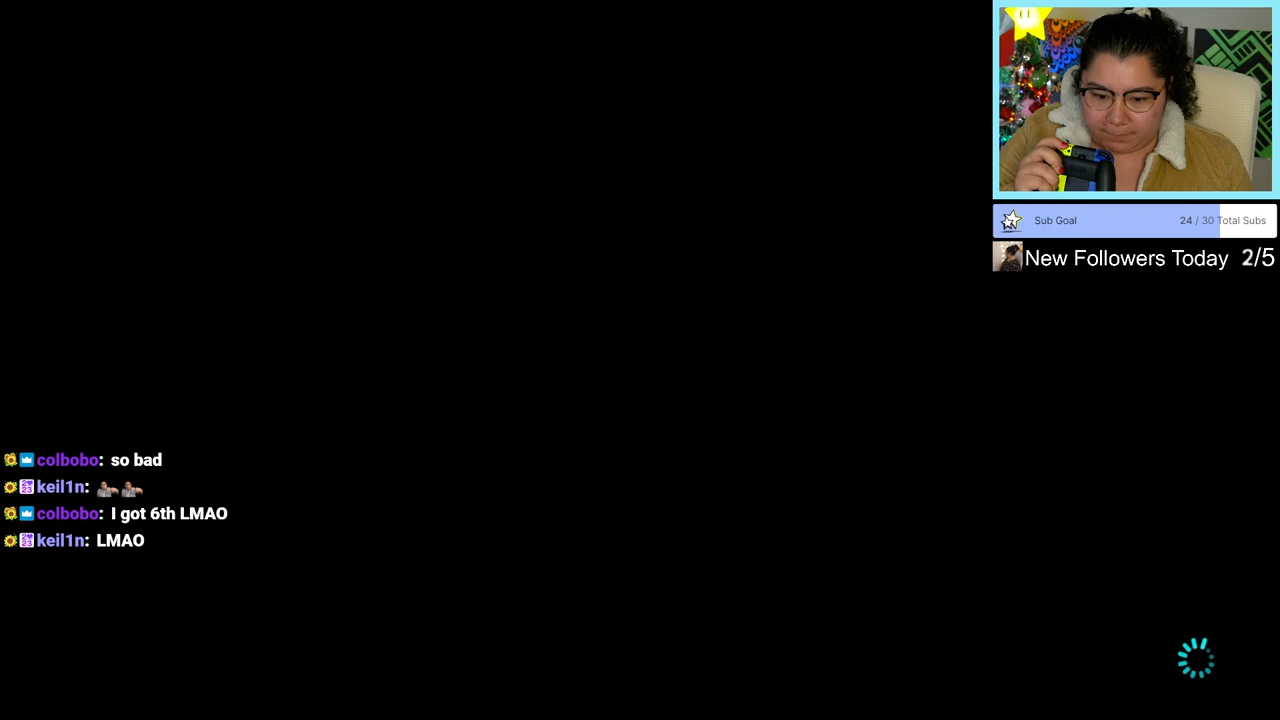 Sub Goal 24 / 30 Total Subs
New Followers Today 2/5
colbobo: so bad
keil1n:
colbobo: I got 6th LMAO
keil1n: LMAO